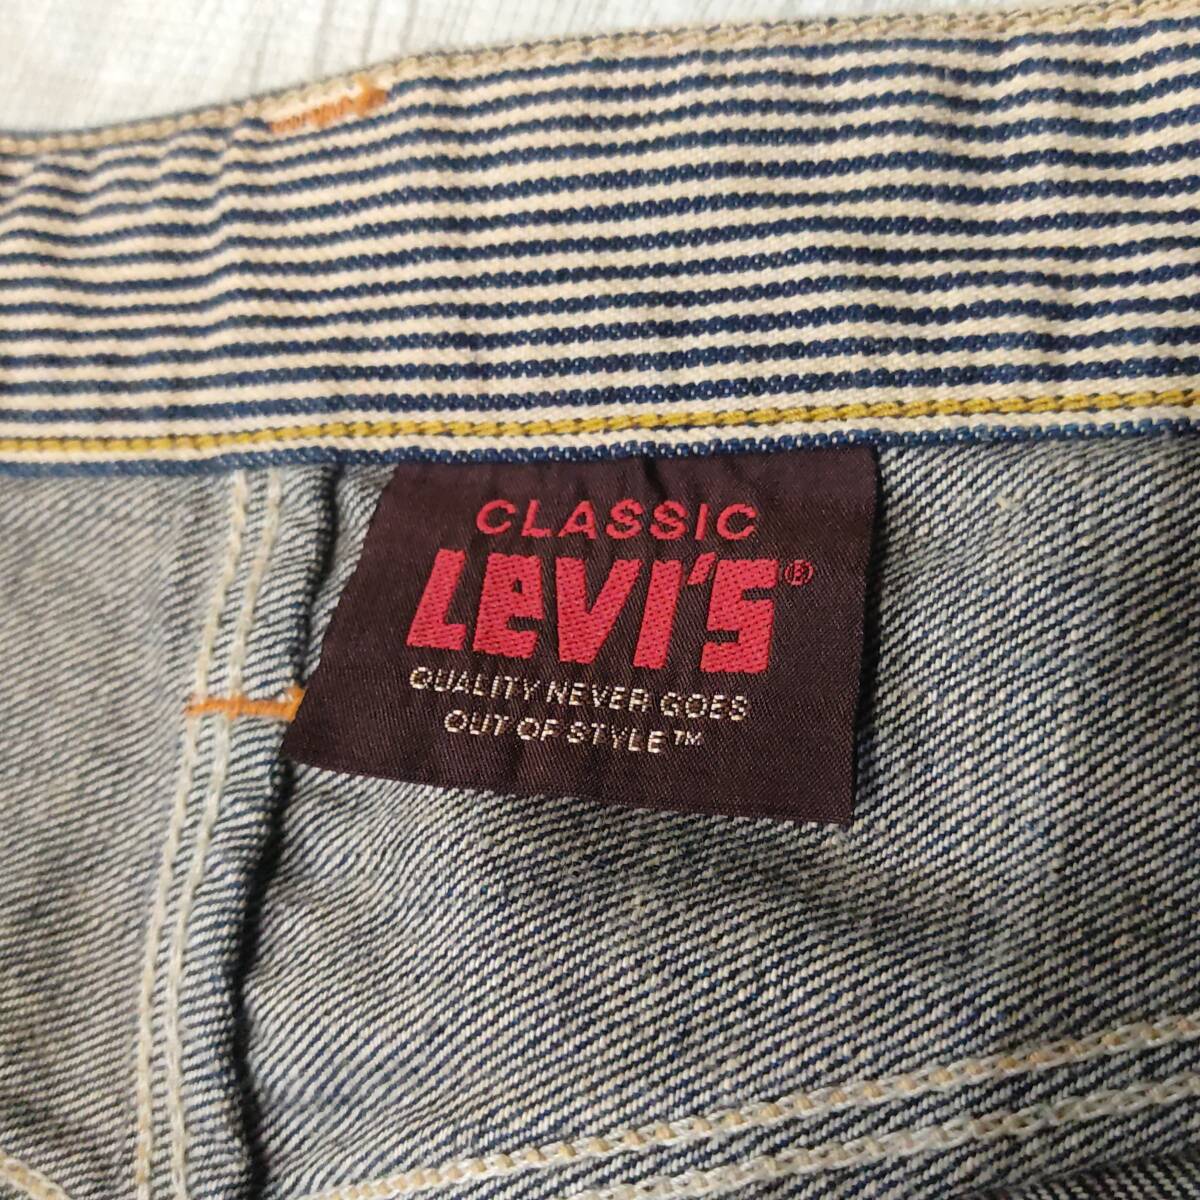 CLASSIC
LEVI'S®
QUALITY NEVER GOES
OUT OF STYLE™